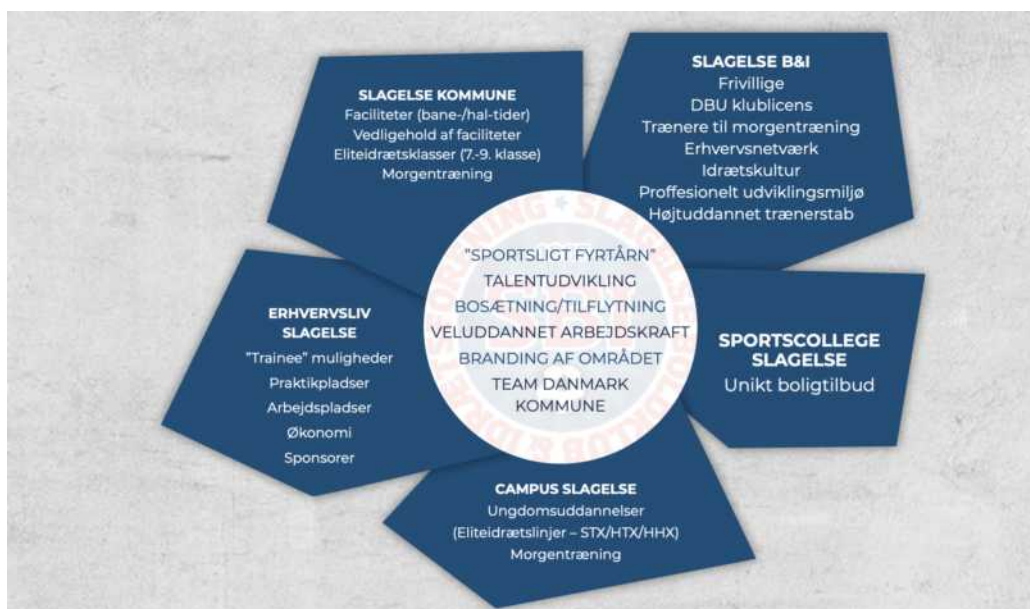 SLAGELSE KOMMUNE
Faciliteter (bane-/hal-tider)
Vedligehold af faciliteter
Eliteidrætsklasser (7.-9. klasse)
Morgentræning
SLAGELSE B&I
Frivillige
DBU klublicens
Trænere til morgentræning
Erhvervsnetværk
Idrætskultur
Proffesionelt udviklingsmiljø
Højtuddannet trænerstab
"SPORTSLIGT FYRTÅRN"
TALENTUDVIKLING
BOSÆTNING/TILFLYTNING
VELUDDANNET ARBEJDSKRAFT
BRANDING AF OMRÅDET
TEAM DANMARK
KOMMUNE
ERHVERVSLIV
SLAGELSE
"Trainee" muligheder
Praktikpladser
Arbejdspladser
Økonomi
Sponsorer
SPORTSCOLLEGE
SLAGELSE
Unikt boligtilbud
CAMPUS SLAGELSE
Ungdomsuddannelser
(Eliteidrætslinjer – STX/HTX/HHX)
Morgentræning